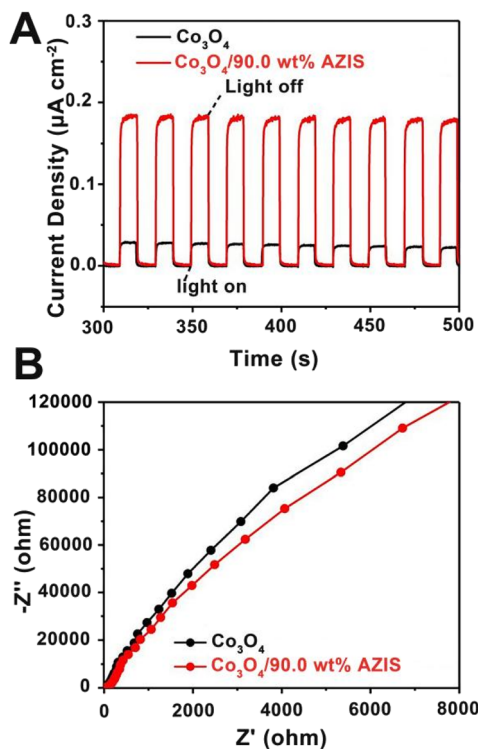 A
Co₃O₄
Co₃O₄/90.0 wt% AZIS
Light off
light on
Current Density (μA cm⁻²)
0.3
0.2
0.1
0.0
300 350 400 450 500
Time (s)
B
-Z'' (ohm)
120000
100000
80000
60000
40000
20000
0
Co₃O₄
Co₃O₄/90.0 wt% AZIS
0 2000 4000 6000 8000
Z' (ohm)